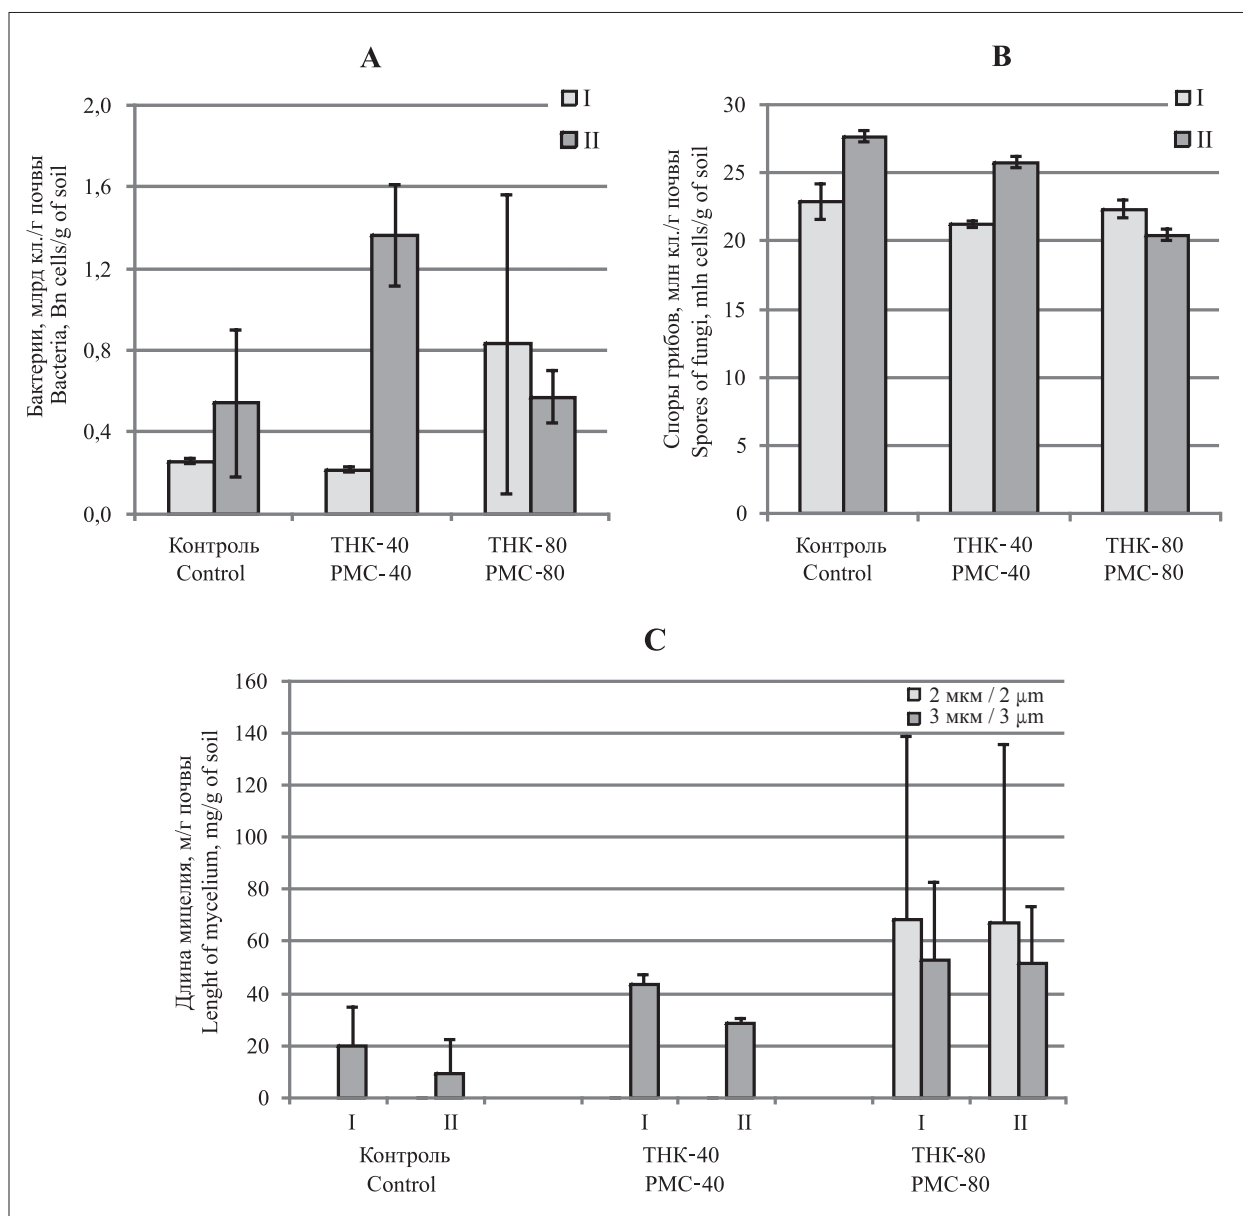 A
I
II
2,0
1,6
1,2
0,8
0,4
0,0
Бактерии, млрд кл./г почвы
Bacteria, Bn cells/g of soil
Контроль
Control
ТНК-40
PMC-40
ТНК-80
PMC-80
B
I
II
30
25
20
15
10
5
0
Споры грибов, млн кл./г почвы
Spores of fungi, mln cells/g of soil
Контроль
Control
ТНК-40
PMC-40
ТНК-80
PMC-80
C
2 мкм / 2 μm
3 мкм / 3 μm
160
140
120
100
80
60
40
20
0
Длина мицелия, м/г почвы
Lenght of mycelium, mg/g of soil
I II I II I II
Контроль
Control
ТНК-40
PMC-40
ТНК-80
PMC-80